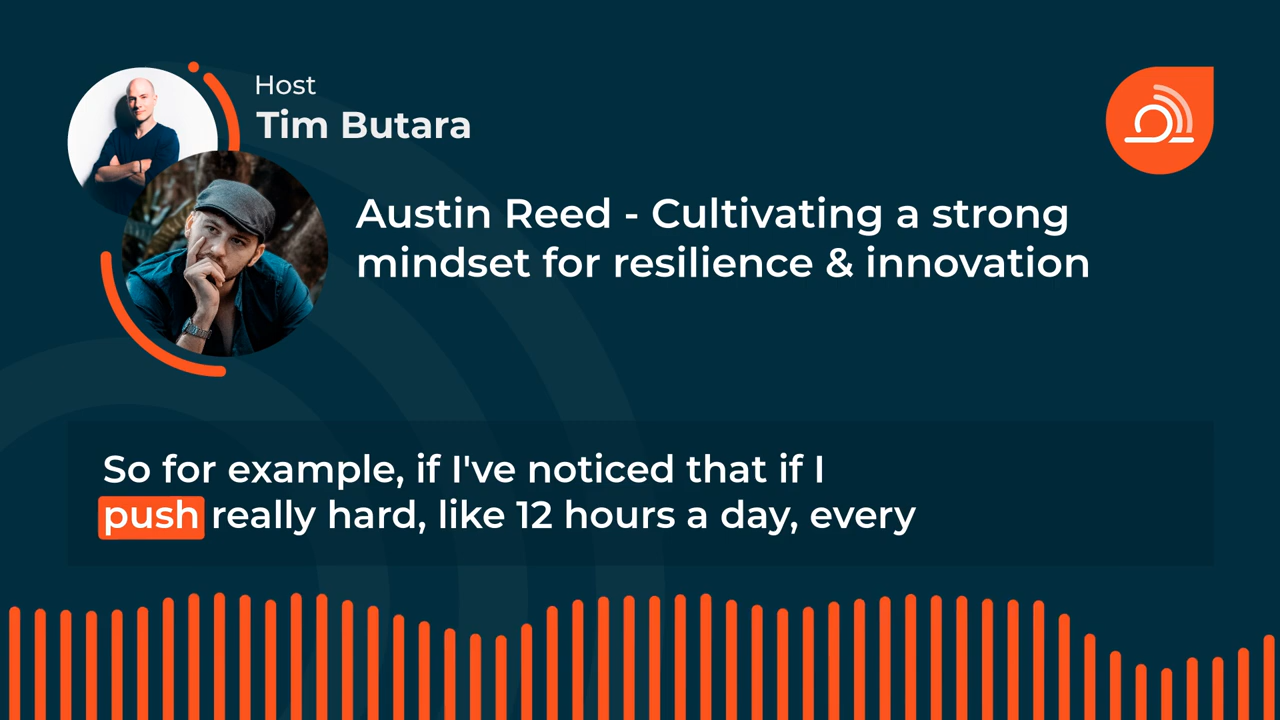 Host
Tim Butara
Austin Reed - Cultivating a strong
mindset for resilience & innovation
So for example, if I've noticed that if I
push really hard, like 12 hours a day, every